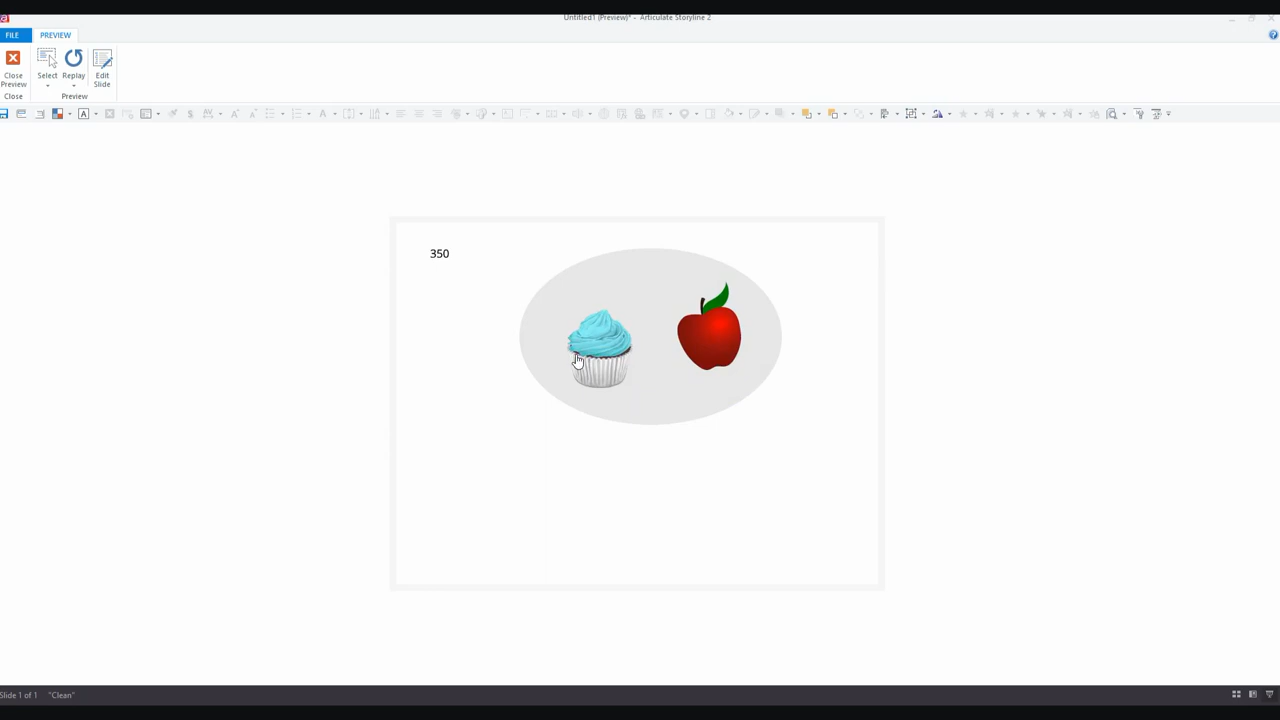 Untitled1 (Preview)* - Articulate Storyline 2
FILE PREVIEW
Close Preview
Select
Replay
Edit Slide
Close
Preview
350
Slide 1 of 1 "Clean"